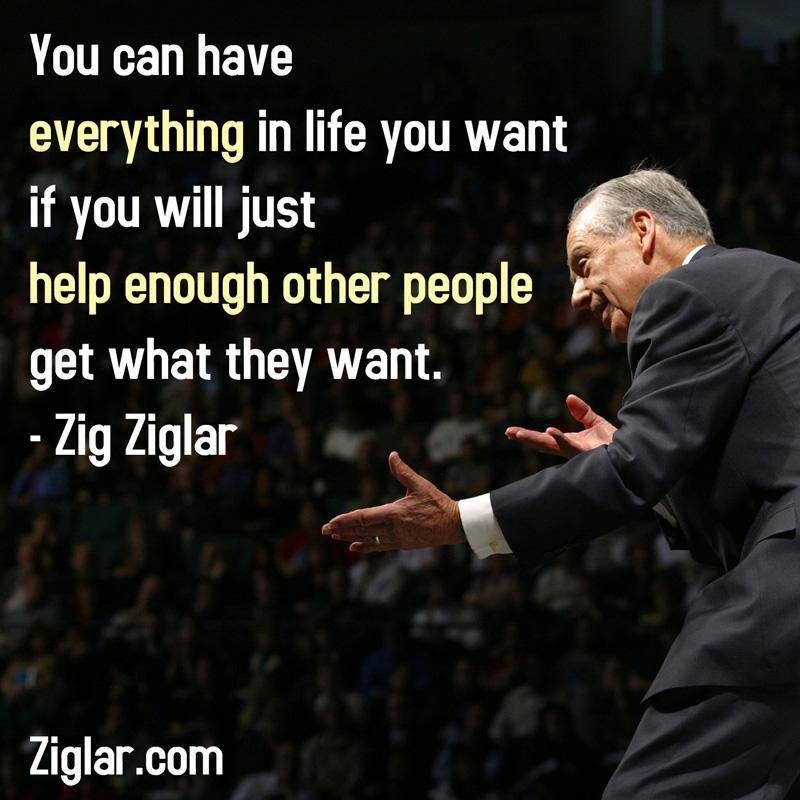 You can have
everything in life you want
if you will just
help enough other people
get what they want.
- Zig Ziglar
Ziglar.com